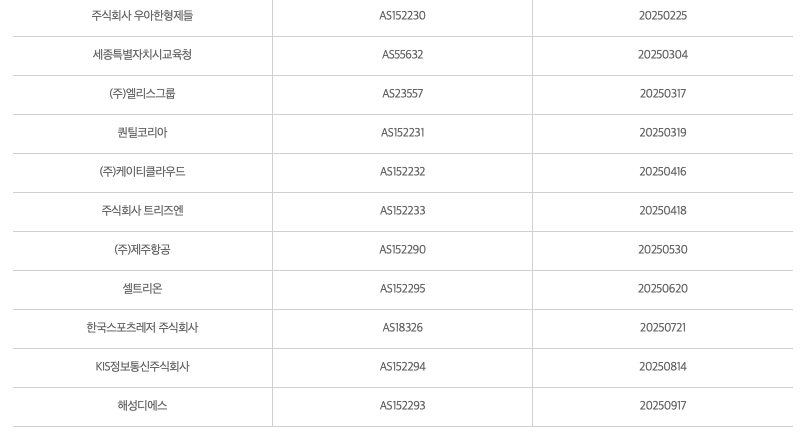 주식회사 우아한형제들 AS152230 20250225
세종특별자치시교육청 AS55632 20250304
(주)엘리스그룹 AS23557 20250317
퀀틸코리아 AS152231 20250319
(주)케이티클라우드 AS152232 20250416
주식회사 트리즈엔 AS152233 20250418
(주)제주항공 AS152290 20250530
셀트리온 AS152295 20250620
한국스포츠레저 주식회사 AS18326 20250721
KIS정보통신주식회사 AS152294 20250814
해성디에스 AS152293 20250917